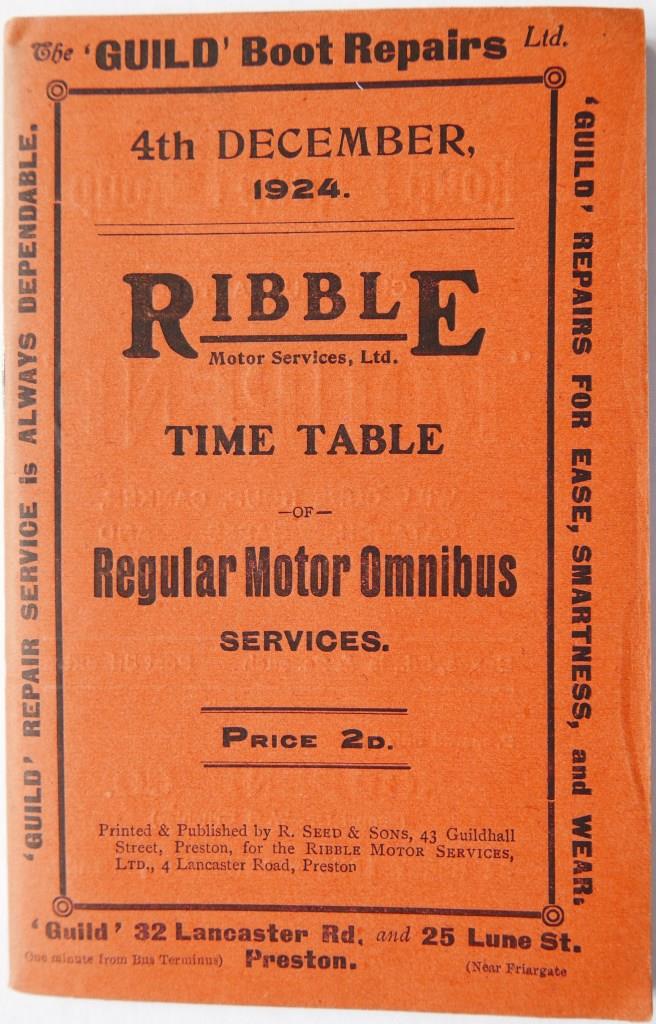 The 'GUILD' Boot Repairs Ltd.
'GUILD' REPAIR SERVICE is ALWAYS DEPENDABLE.
4th DECEMBER,
1924.
RIBBLE
Motor Services, Ltd.
TIME TABLE
—OF—
Regular Motor Omnibus
SERVICES.
PRICE 2D.
Printed & Published by R. SEED & SONS, 43 Guildhall
Street, Preston, for the RIBBLE MOTOR SERVICES,
LTD., 4 Lancaster Road, Preston
'GUILD' REPAIRS FOR EASE, SMARTNESS, and WEAR.
'Guild' 32 Lancaster Rd, and 25 Lune St.
One minute from Bus Terminus) Preston. (Near Friargate